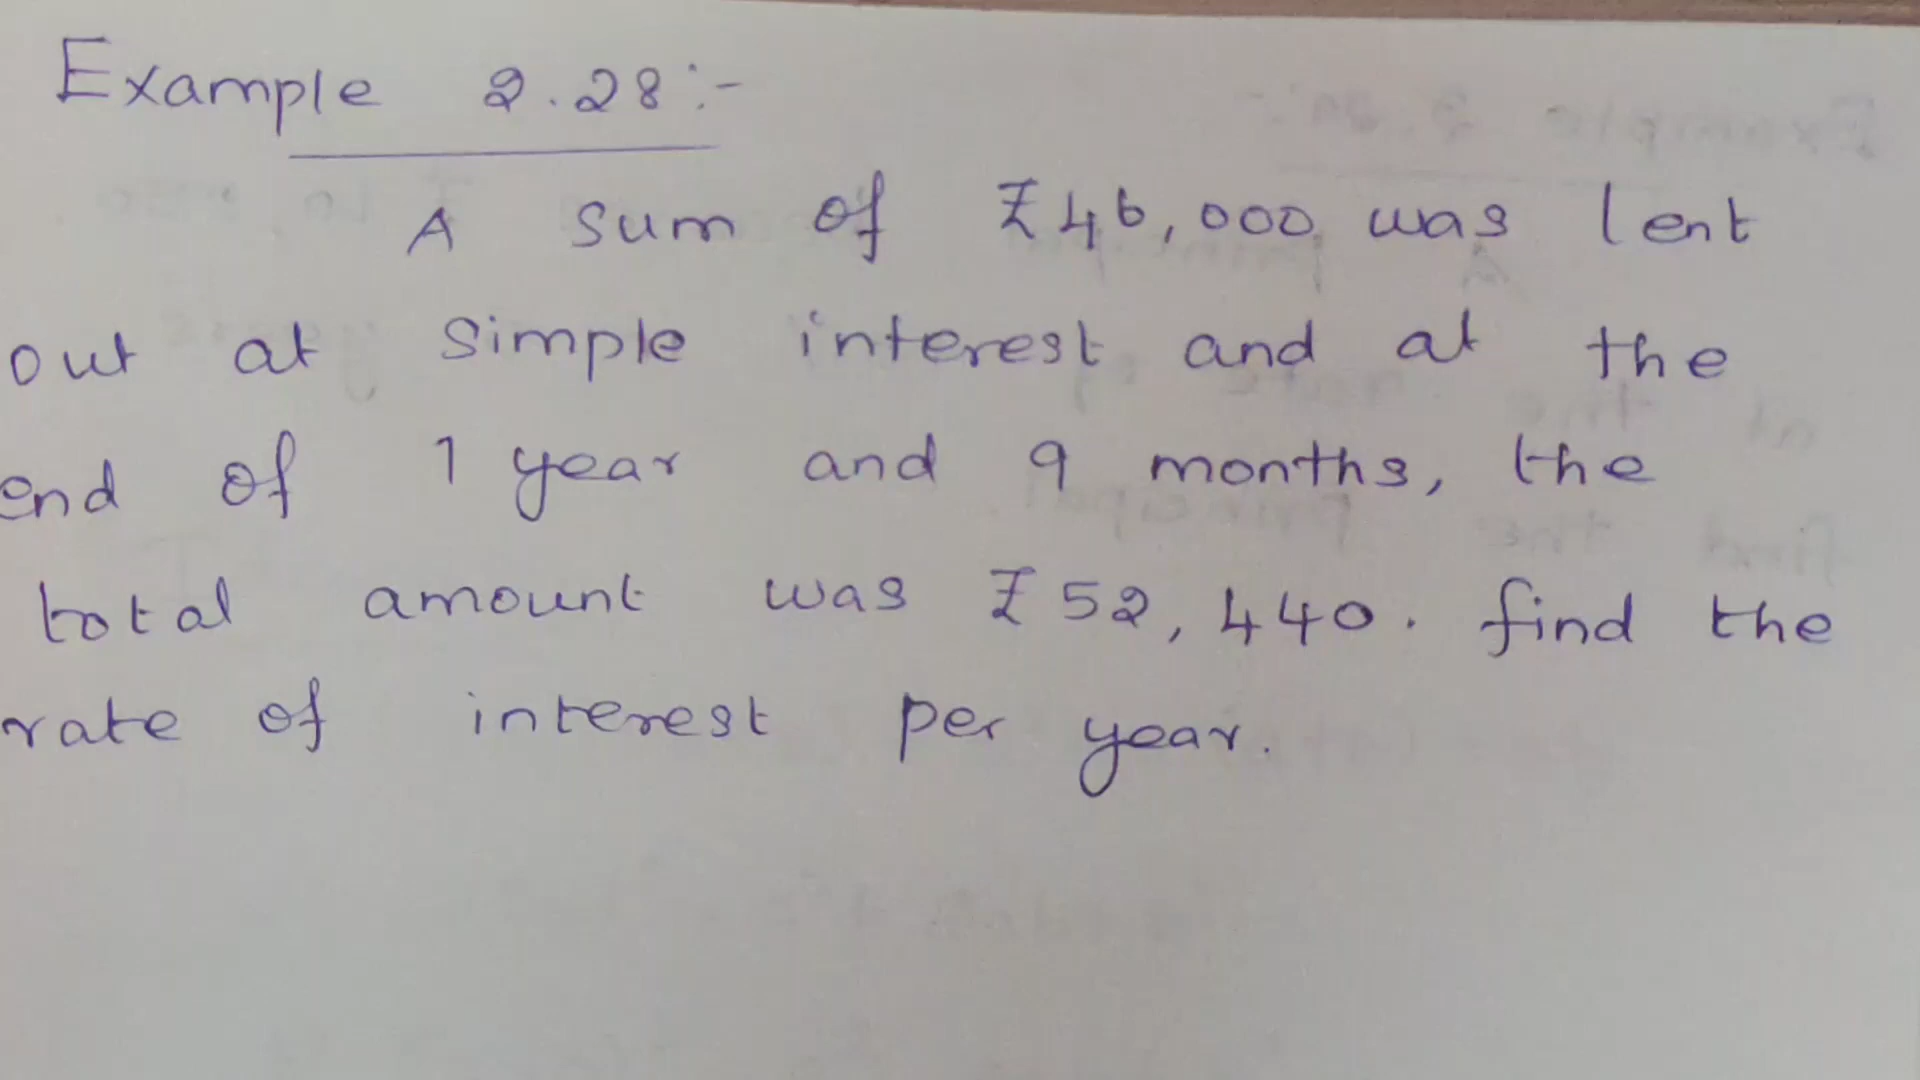 Example 2.28:-
A sum of ₹46,000 was lent
out at simple interest and at the
end of 1 year and 9 months, the
total amount was ₹52,440. find the
rate of interest per year.